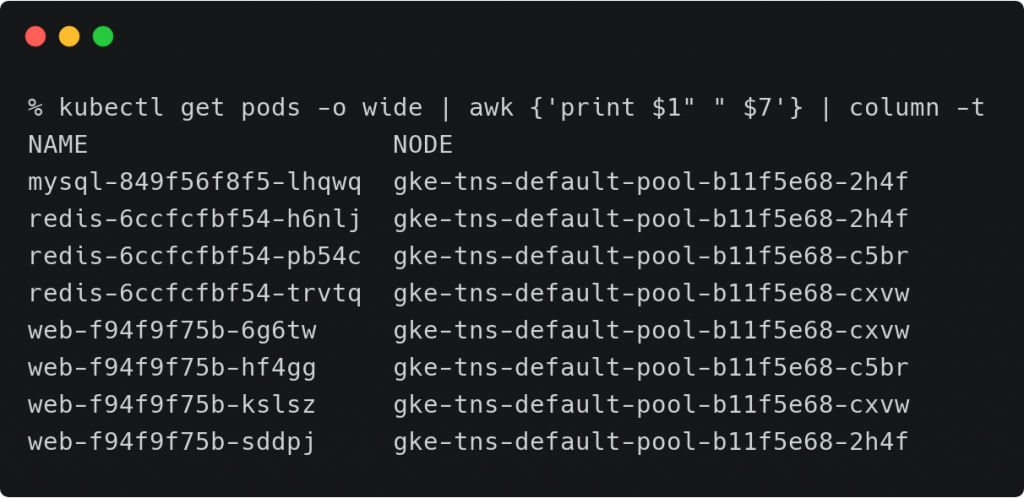 % kubectl get pods -o wide | awk {'print $1" " $7'} | column -t
NAME                    NODE
mysql-849f56f8f5-lhqwq  gke-tns-default-pool-b11f5e68-2h4f
redis-6ccfcfbf54-h6nlj  gke-tns-default-pool-b11f5e68-2h4f
redis-6ccfcfbf54-pb54c  gke-tns-default-pool-b11f5e68-c5br
redis-6ccfcfbf54-trvtq  gke-tns-default-pool-b11f5e68-cxvw
web-f94f9f75b-6g6tw     gke-tns-default-pool-b11f5e68-cxvw
web-f94f9f75b-hf4gg     gke-tns-default-pool-b11f5e68-c5br
web-f94f9f75b-kslsz     gke-tns-default-pool-b11f5e68-cxvw
web-f94f9f75b-sddpj     gke-tns-default-pool-b11f5e68-2h4f